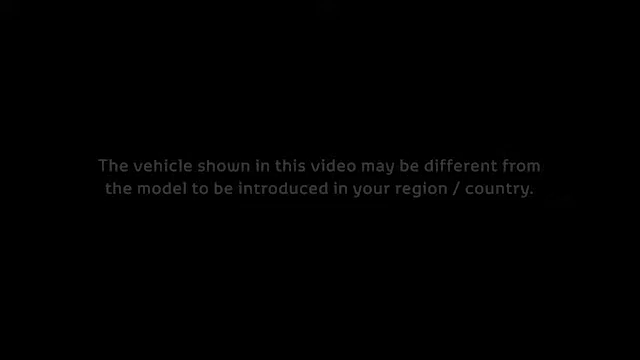 The vehicle shown in this video may be different from
the model to be introduced in your region / country.